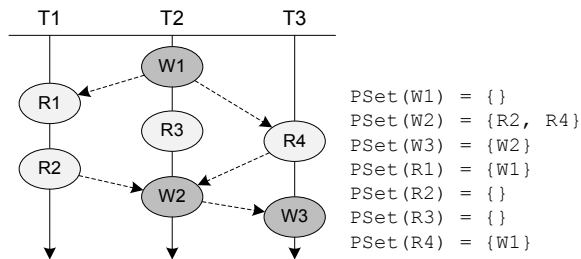 T1 T2 T3
W1
R1
R3
R4
R2
W2
W3
PSet(W1) = {}
PSet(W2) = {R2, R4}
PSet(W3) = {W2}
PSet(R1) = {W1}
PSet(R2) = {}
PSet(R3) = {}
PSet(R4) = {W1}